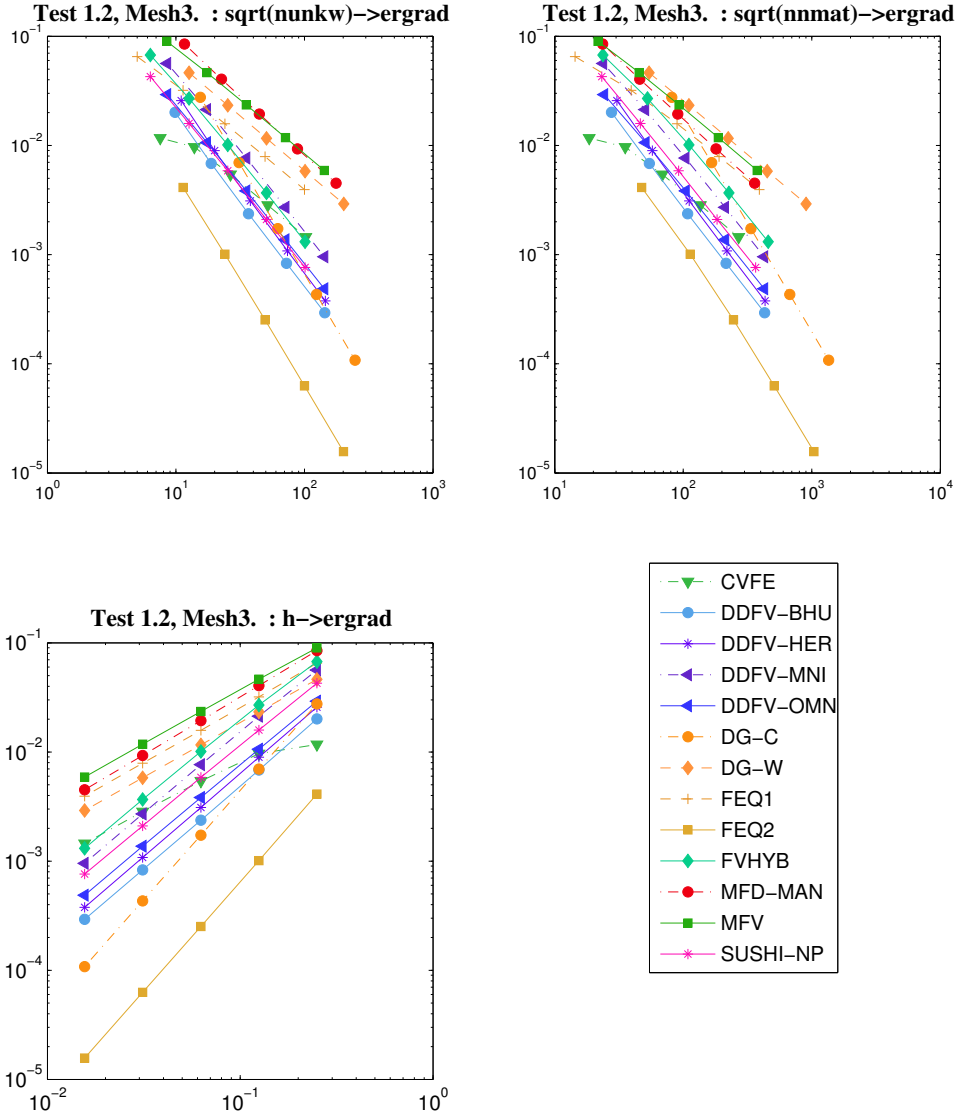 Test 1.2, Mesh3. : sqrt(nunkw)->ergrad
Test 1.2, Mesh3. : sqrt(nnmat)->ergrad
10^-1
10^-2
10^-3
10^-4
10^-5
10^0
10^1
10^2
10^3
10^-1
10^-2
10^-3
10^-4
10^-5
10^1
10^2
10^3
10^4
Test 1.2, Mesh3. : h->ergrad
10^-1
10^-2
10^-3
10^-4
10^-5
10^-2
10^-1
10^0
CVFE
DDFV-BHU
DDFV-HER
DDFV-MNI
DDFV-OMN
DG-C
DG-W
FEQ1
FEQ2
FVHYB
MFD-MAN
MFV
SUSHI-NP